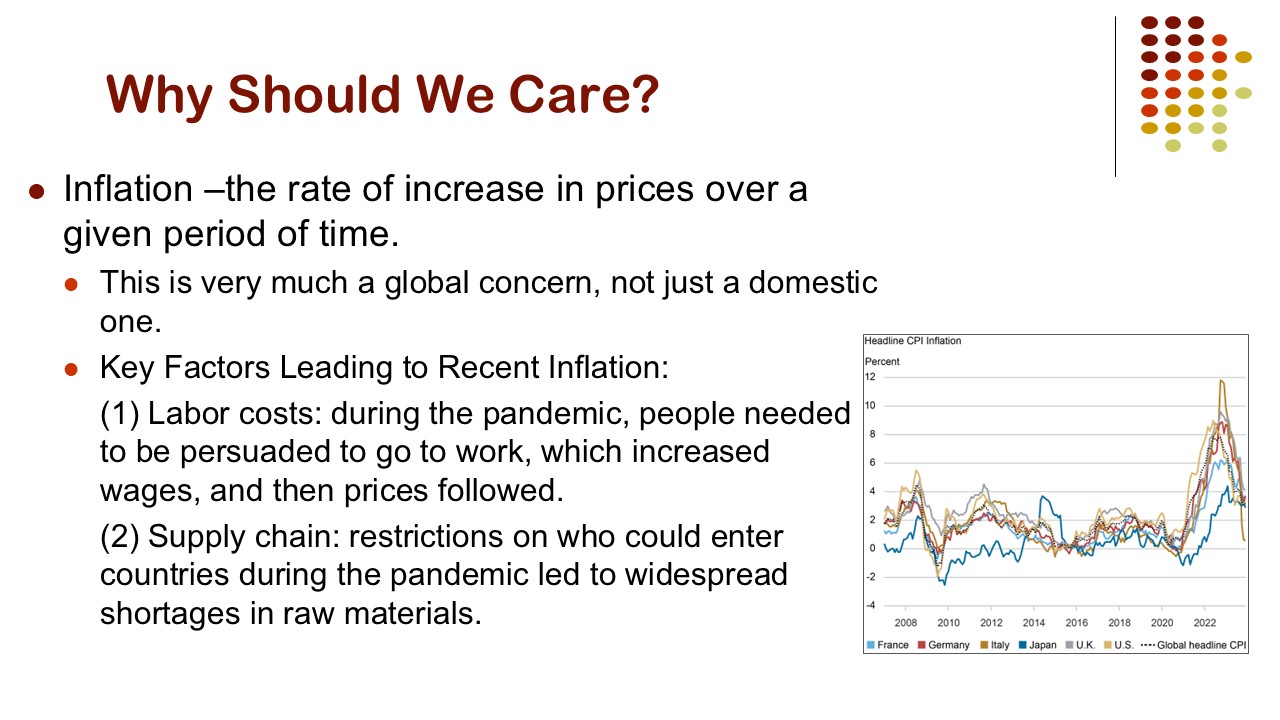 Why Should We Care?
Inflation –the rate of increase in prices over a
given period of time.
This is very much a global concern, not just a domestic
one.
Key Factors Leading to Recent Inflation:
(1) Labor costs: during the pandemic, people needed
to be persuaded to go to work, which increased
wages, and then prices followed.
(2) Supply chain: restrictions on who could enter
countries during the pandemic led to widespread
shortages in raw materials.
Headline CPI Inflation
Percent
12
10
8
6
4
2
0
-2
-4
2008 2010 2012 2014 2016 2018 2020 2022
France Germany Italy Japan U.K. U.S. Global headline CPI